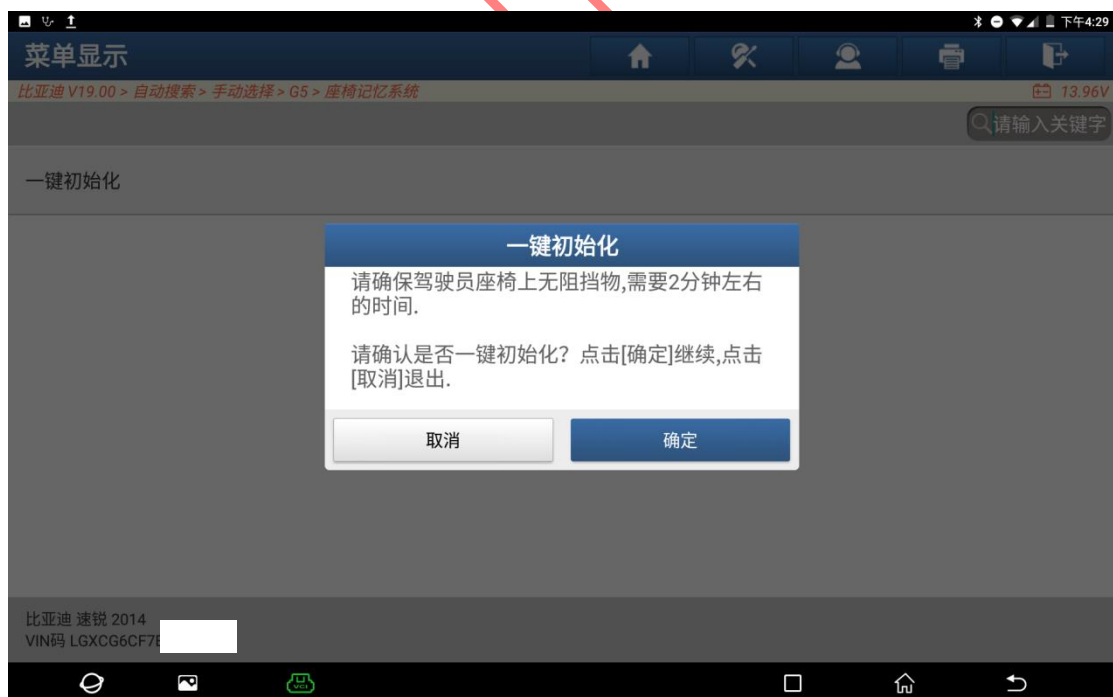 下午4:29
菜单显示
比亚迪 V19.00 > 自动搜索 > 手动选择 > G5 > 座椅记忆系统
13.96V
请输入关键字
一键初始化
一键初始化
请确保驾驶员座椅上无阻挡物,需要2分钟左右
的时间.
请确认是否一键初始化? 点击[确定]继续,点击
[取消]退出.
取消
确定
比亚迪 速锐 2014
VIN码 LGXCG6CF7
VCI